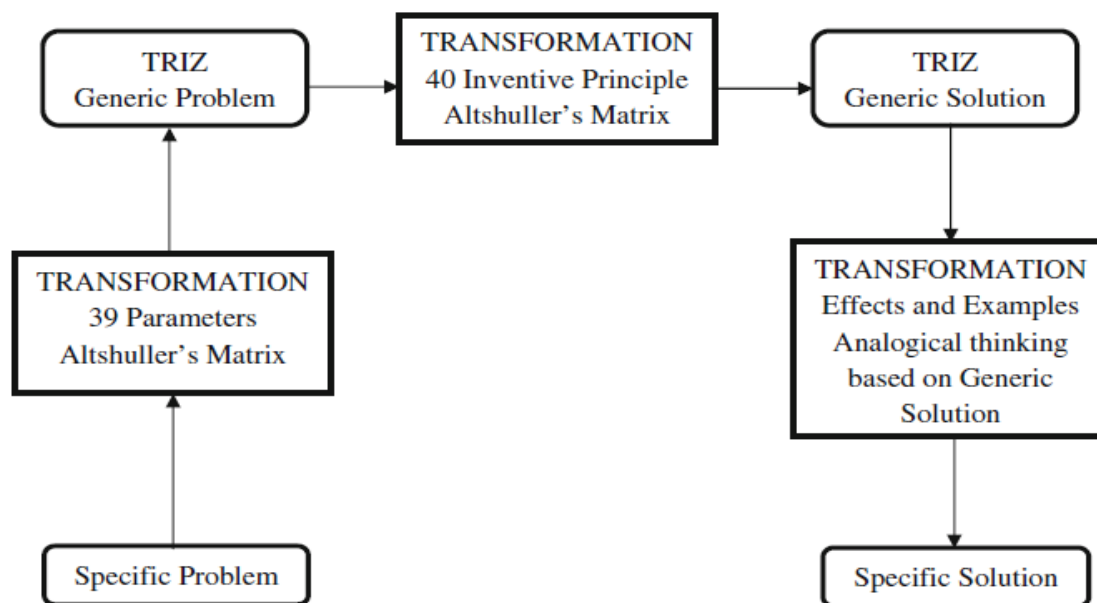 TRIZ
Generic Problem
TRANSFORMATION
40 Inventive Principle
Altshuller's Matrix
TRIZ
Generic Solution
TRANSFORMATION
39 Parameters
Altshuller's Matrix
TRANSFORMATION
Effects and Examples
Analogical thinking
based on Generic
Solution
Specific Problem
Specific Solution